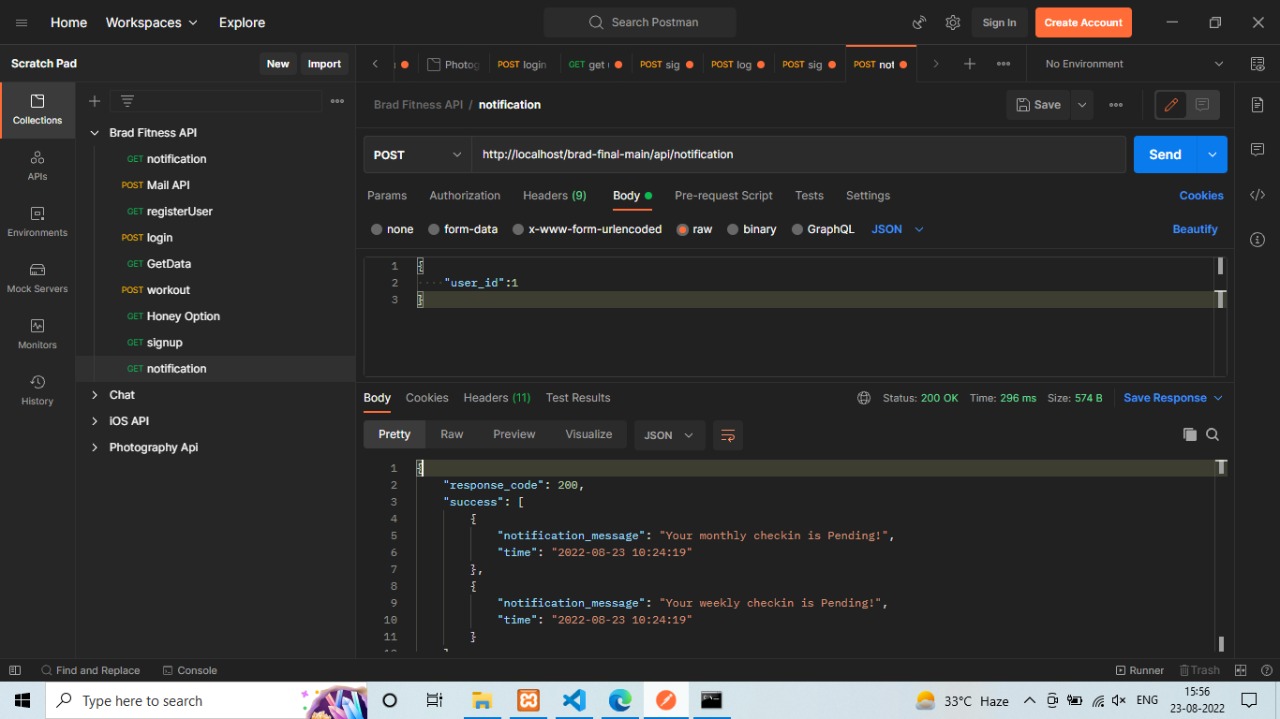 Home Workspaces Explore Search Postman Sign In Create Account
Scratch Pad New Import Photog POST login GET get POST sig POST log POST sig POST not No Environment
Collections
APIs
Environments
Mock Servers
Monitors
History
Brad Fitness API
GET notification
POST Mail API
GET registerUser
POST login
GET GetData
POST workout
GET Honey Option
GET signup
GET notification
Chat
iOS API
Photography Api
Brad Fitness API / notification Save
POST http://localhost/brad-final-main/api/notification Send
Params Authorization Headers (9) Body Pre-request Script Tests Settings Cookies
none form-data x-www-form-urlencoded raw binary GraphQL JSON Beautify
1 {
2 "user_id":1
3 }
Body Cookies Headers (11) Test Results Status: 200 OK Time: 296 ms Size: 574 B Save Response
Pretty Raw Preview Visualize JSON
1 {
2 "response_code": 200,
3 "success": [
4 {
5 "notification_message": "Your monthly checkin is Pending!",
6 "time": "2022-08-23 10:24:19"
7 },
8 {
9 "notification_message": "Your weekly checkin is Pending!",
10 "time": "2022-08-23 10:24:19"
11 }
Find and Replace Console Runner Trash
Type here to search 33°C Haze ENG 15:56
23-08-2022